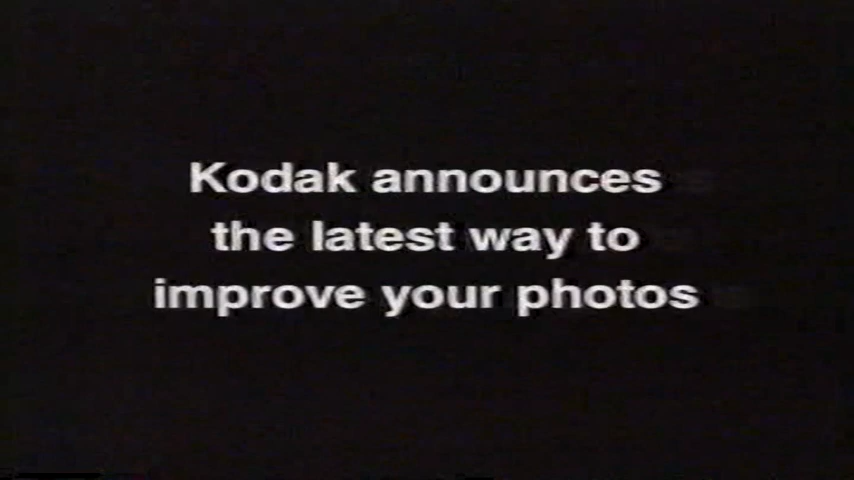 Kodak announces
the latest way to
improve your photos